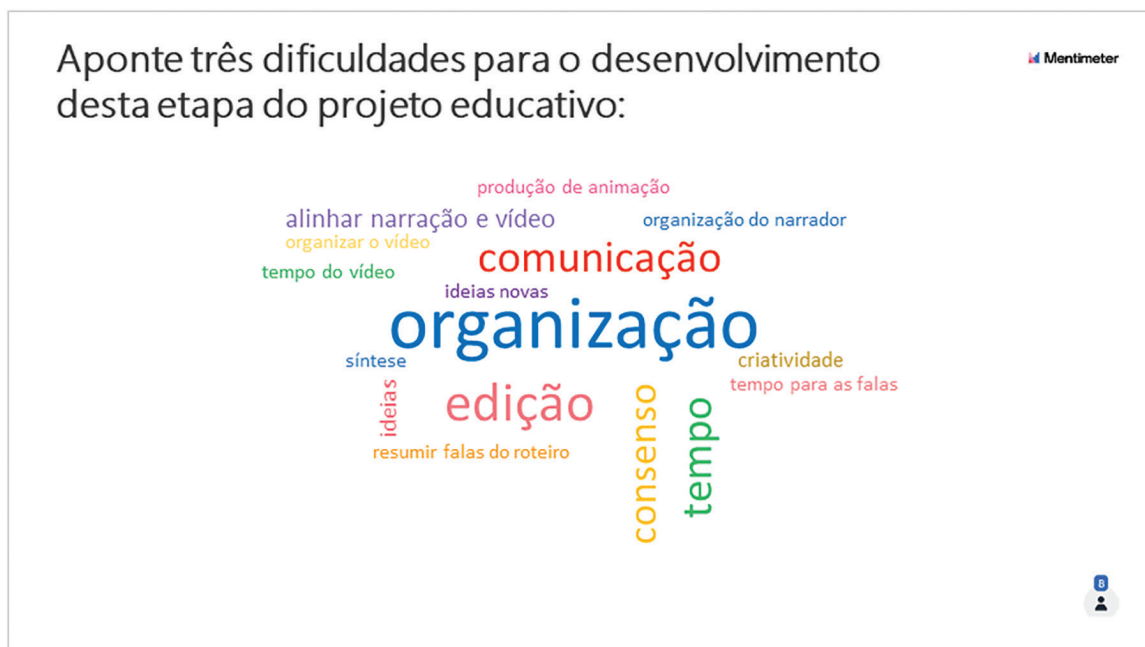 Aponte três dificuldades para o desenvolvimento
desta etapa do projeto educativo:
Mentimeter
produção de animação
alinhar narração e vídeo
organização do narrador
organizar o vídeo
comunicação
tempo do vídeo
ideias novas
organização
síntese
criatividade
tempo para as falas
ideias
edição
consenso
tempo
resumir falas do roteiro
8